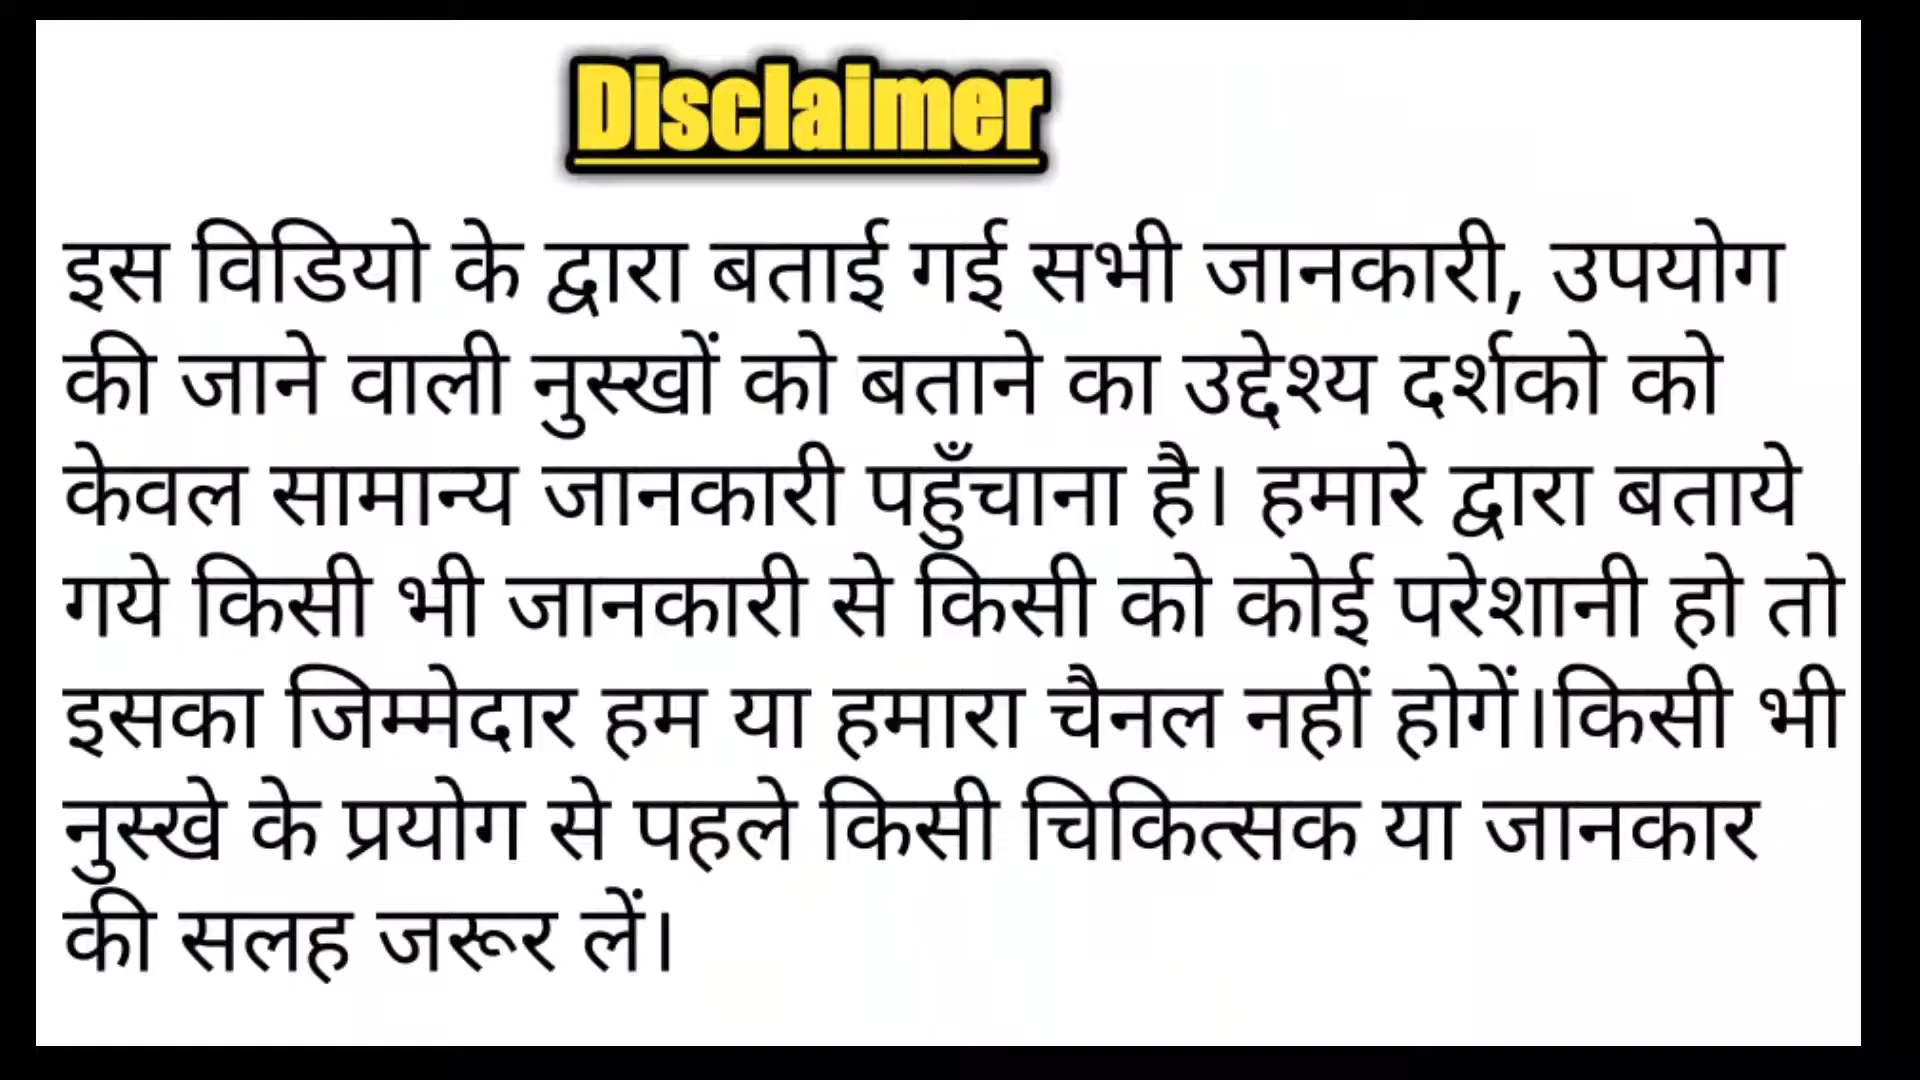 Disclaimer
इस विडियो के द्वारा बताई गई सभी जानकारी, उपयोग
की जाने वाली नुस्खों को बताने का उद्देश्य दर्शको को
केवल सामान्य जानकारी पहुँचाना है। हमारे द्वारा बताये
गये किसी भी जानकारी से किसी को कोई परेशानी हो तो
इसका जिम्मेदार हम या हमारा चैनल नहीं होगें।किसी भी
नुस्खे के प्रयोग से पहले किसी चिकित्सक या जानकार
की सलह जरूर लें।